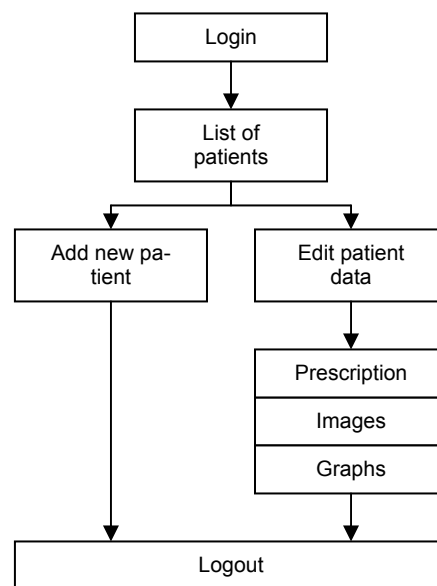 Login
List of
patients
Add new pa-
tient
Edit patient
data
Prescription
Images
Graphs
Logout